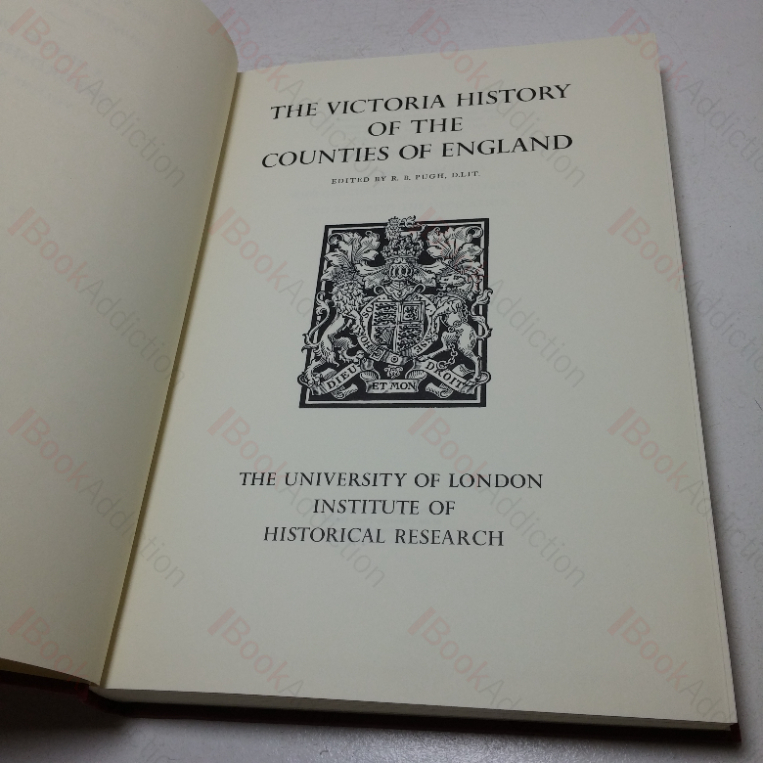 THE VICTORIA HISTORY
OF THE
COUNTIES OF ENGLAND
EDITED BY R. B. PUGH, D.LIT.
DIEU ET MON DROIT
THE UNIVERSITY OF LONDON
INSTITUTE OF
HISTORICAL RESEARCH
BookAddiction